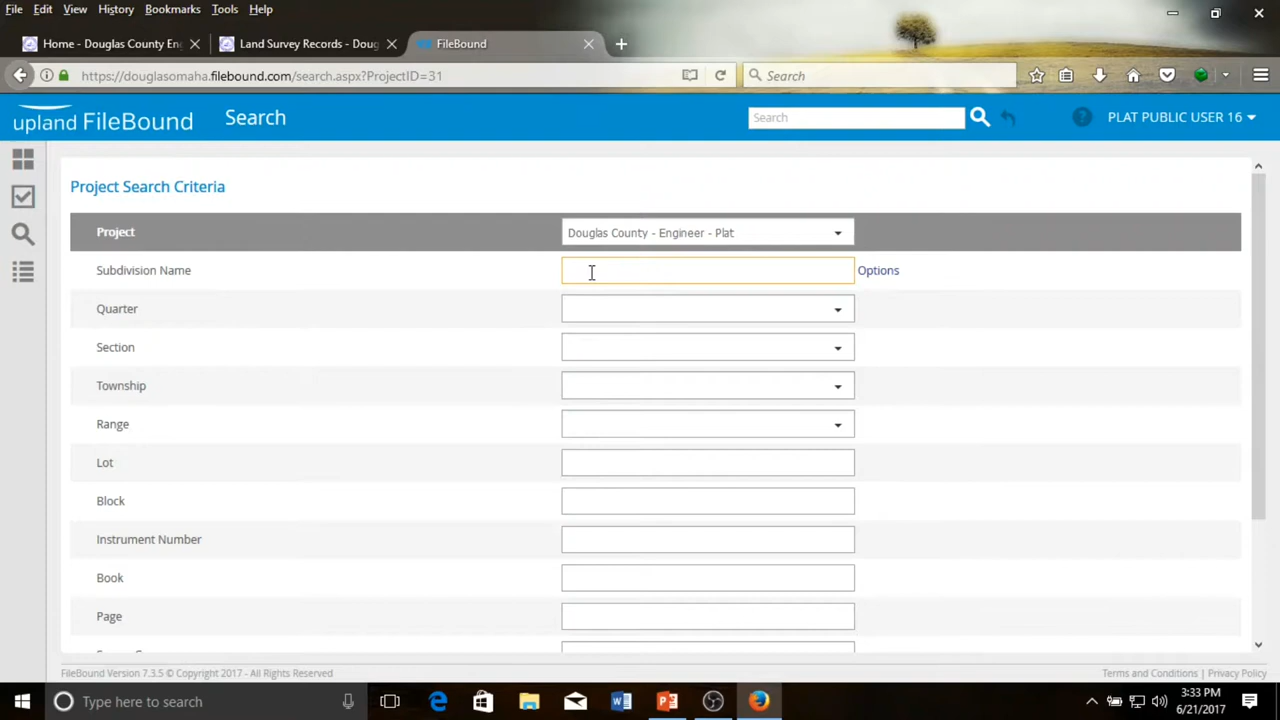 File Edit View History Bookmarks Tools Help
Home - Douglas County En
Land Survey Records - Doug
FileBound
https://douglasomaha.filebound.com/search.aspx?ProjectID=31
Search
upland FileBound
Search
Search
PLAT PUBLIC USER 16
Project Search Criteria
Project
Douglas County - Engineer - Plat
Subdivision Name
Options
Quarter
Section
Township
Range
Lot
Block
Instrument Number
Book
Page
FileBound Version 7.3.5 © Copyright 2017 - All Rights Reserved
Terms and Conditions | Privacy Policy
Type here to search
3:33 PM
6/21/2017